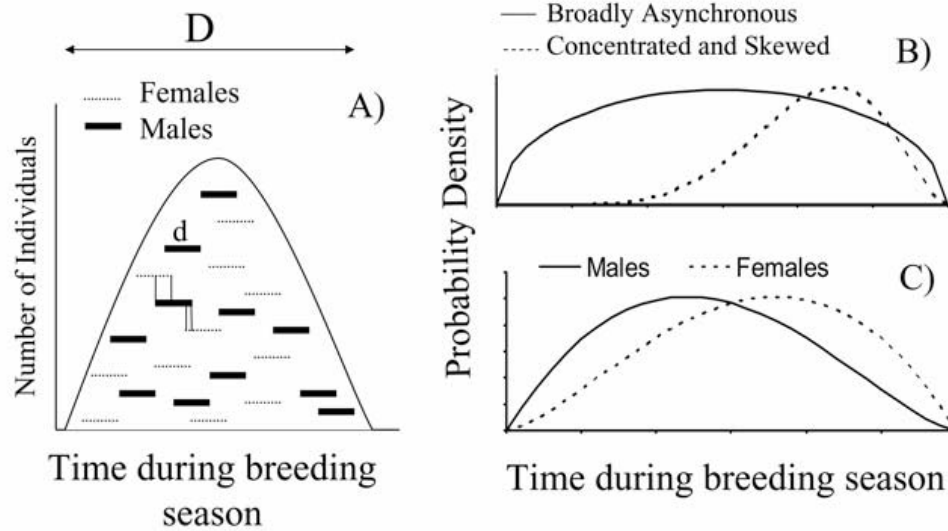 D
Females
Males
A)
d
Number of Individuals
Time during breeding
season
Broadly Asynchronous
Concentrated and Skewed
B)
Probability Density
Males
Females
C)
Time during breeding season